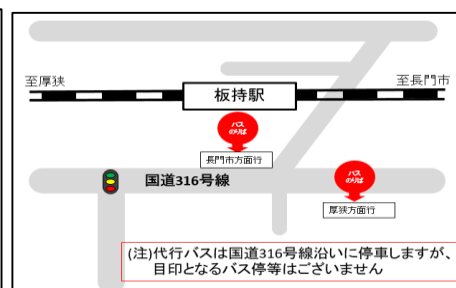 至厚狭
至長門市
板持駅
バス
のりば
長門市方面行
国道316号線
バス
のりば
厚狭方面行
(注)代行バスは国道316号線沿いに停車しますが、
目印となるバス停等はございません